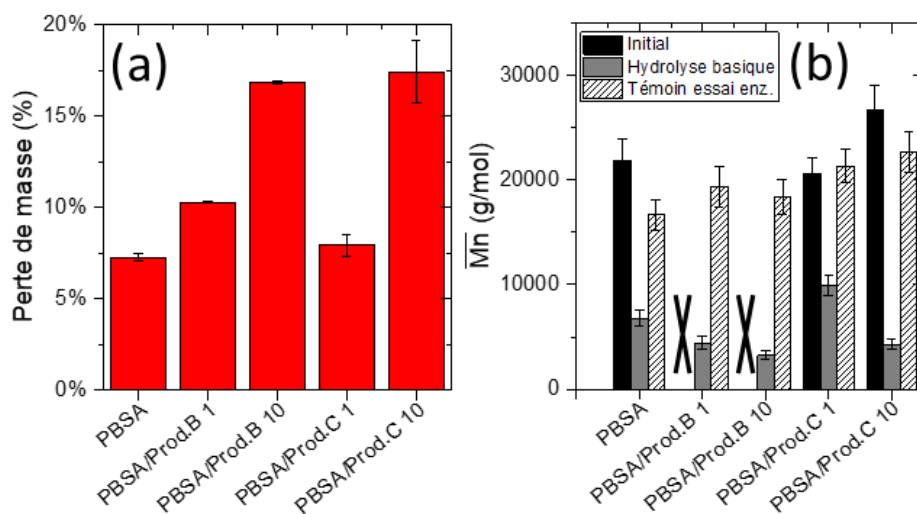 (a)
Perte de masse (%)
20%
15%
10%
5%
0%
PBSA
PBSA/Prod.B 1
PBSA/Prod.B 10
PBSA/Prod.C 1
PBSA/Prod.C 10
(b)
Initial
Hydrolyse basique
Témoin essai enz.
Mn (g/mol)
30000
20000
10000
0
PBSA
PBSA/Prod.B 1
PBSA/Prod.B 10
PBSA/Prod.C 1
PBSA/Prod.C 10